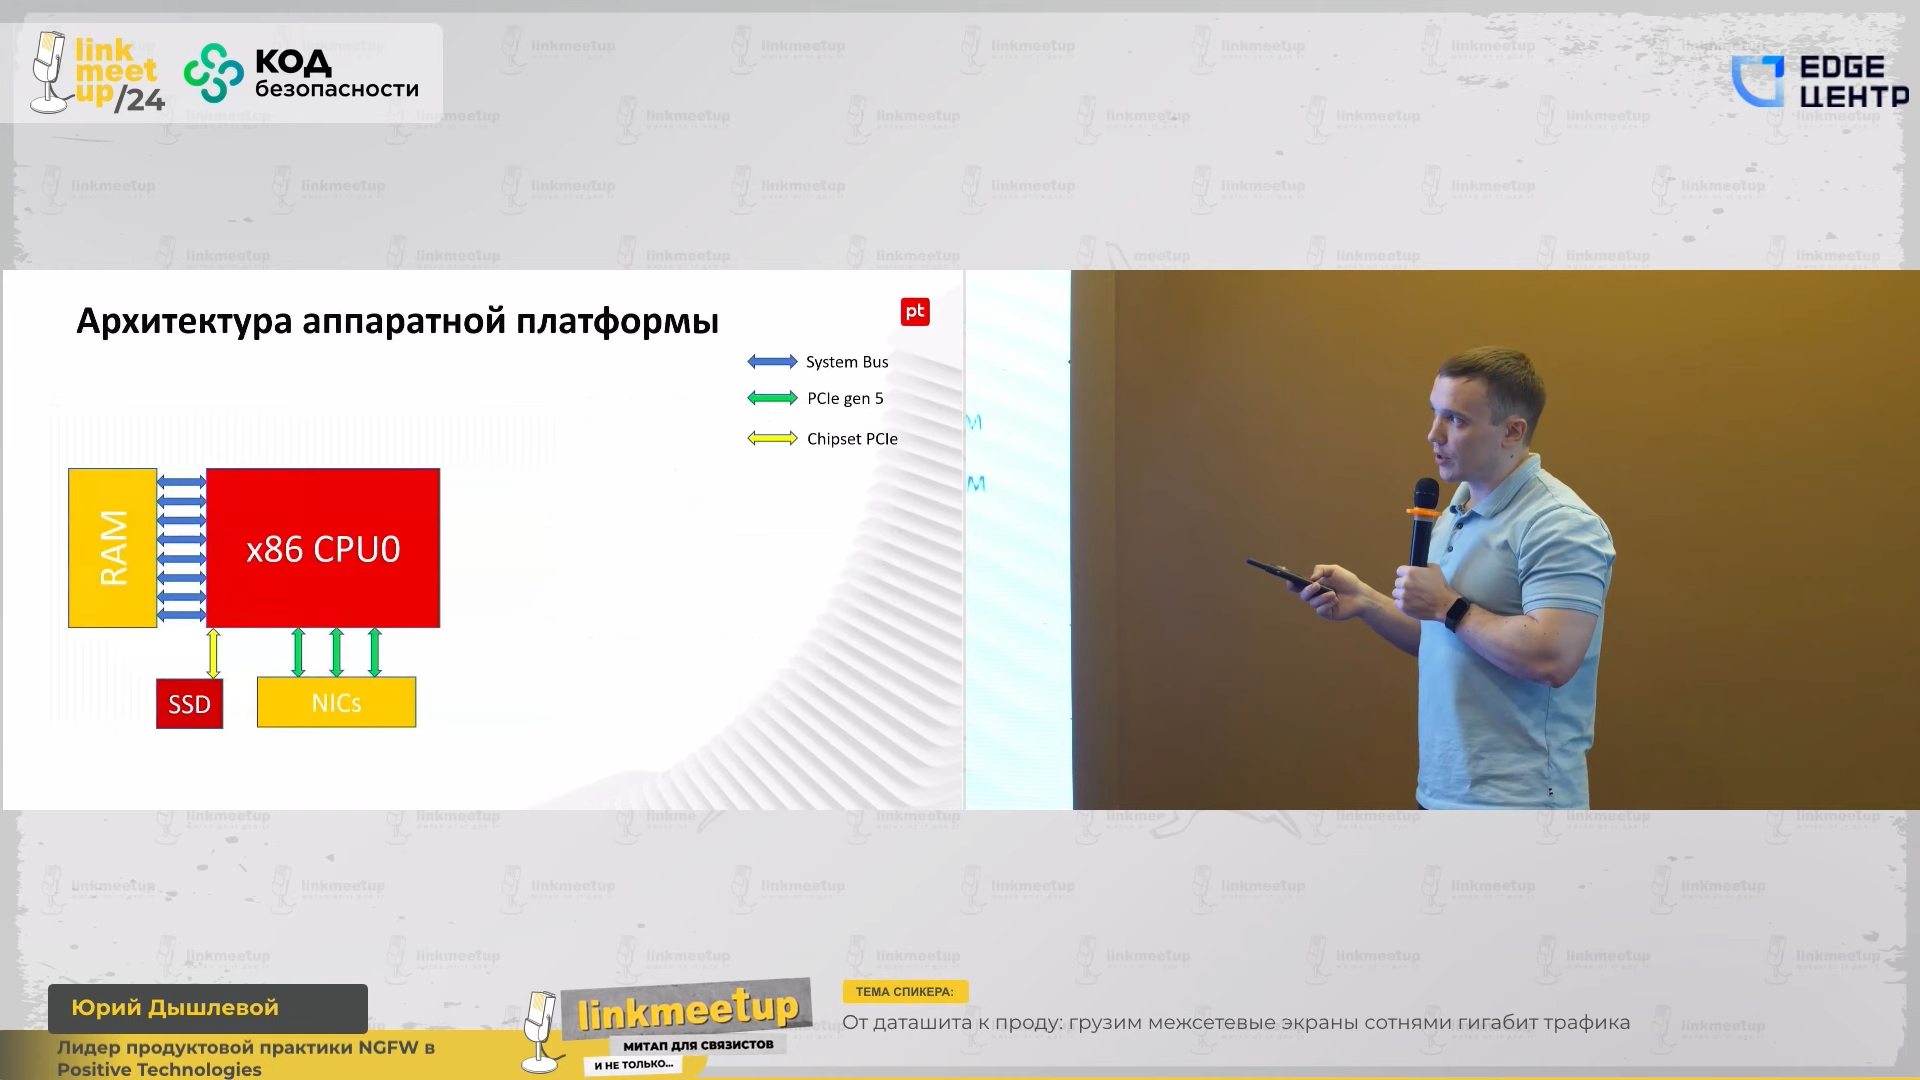 link
meet
up/24
КОД
безопасности
EDGE
ЦЕНТР
Архитектура аппаратной платформы
pt
System Bus
PCIe gen 5
Chipset PCIe
RAM
x86 CPU0
SSD
NICs
м
м
Юрий Дышлевой
Лидер продуктовой практики NGFW в
Positive Technologies
linkmeetup
МИТАП ДЛЯ СВЯЗИСТОВ
И НЕ ТОЛЬКО...
ТЕМА СПИКЕРА:
От даташита к проду: грузим межсетевые экраны сотнями гигабит трафика